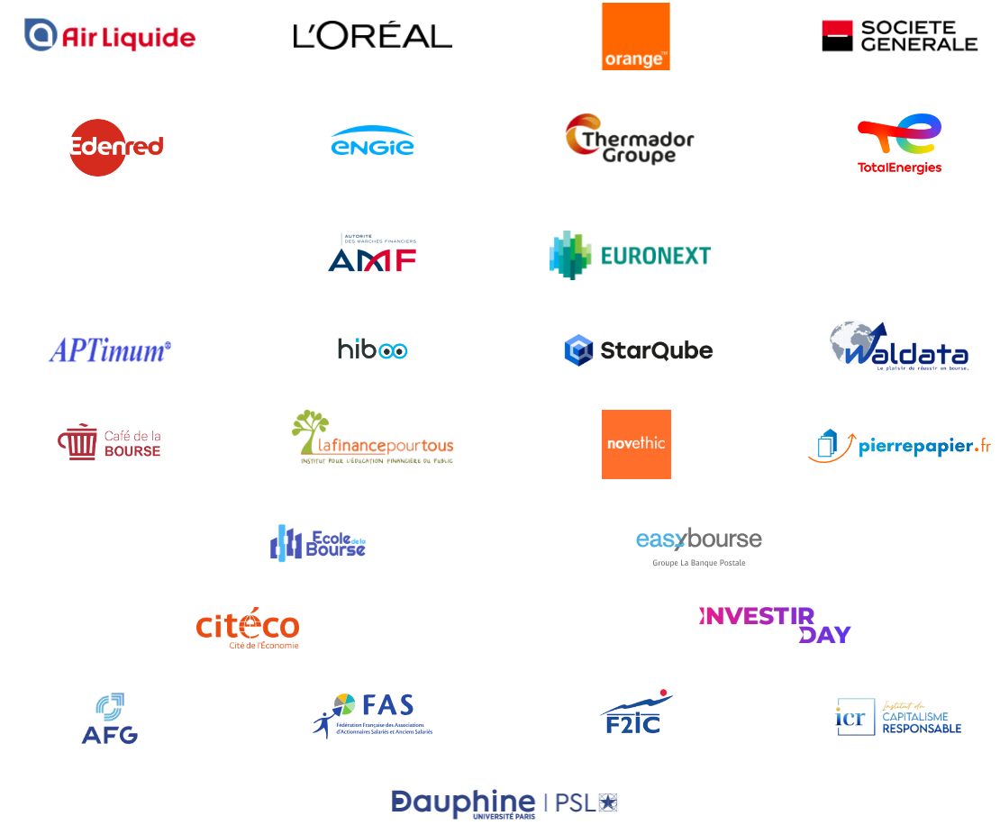 Air Liquide
L'ORÉAL
orange™
SOCIETE
GENERALE
Edenred
ENGIE
Thermador
Groupe
TotalEnergies
AUTORITÉ
DES MARCHÉS FINANCIERS
AMF
EURONEXT
APTimum®
hiboo
StarQube
Waldata
Le plaisir de réussir en bourse.
Café de la
BOURSE
lafinancepourtous
INSTITUT POUR L'ÉDUCATION FINANCIÈRE DU PUBLIC
novethic
pierrepapier.fr
Ecole de la
Bourse
easybourse
Groupe La Banque Postale
citéco
Cité de l'Économie
INVESTIR
DAY
AFG
FAS
Fédération Française des Associations
d'Actionnaires Salariés et Anciens Salariés
F2iC
icr
Institut du
CAPITALISME
RESPONSABLE
Dauphine | PSL
UNIVERSITÉ PARIS